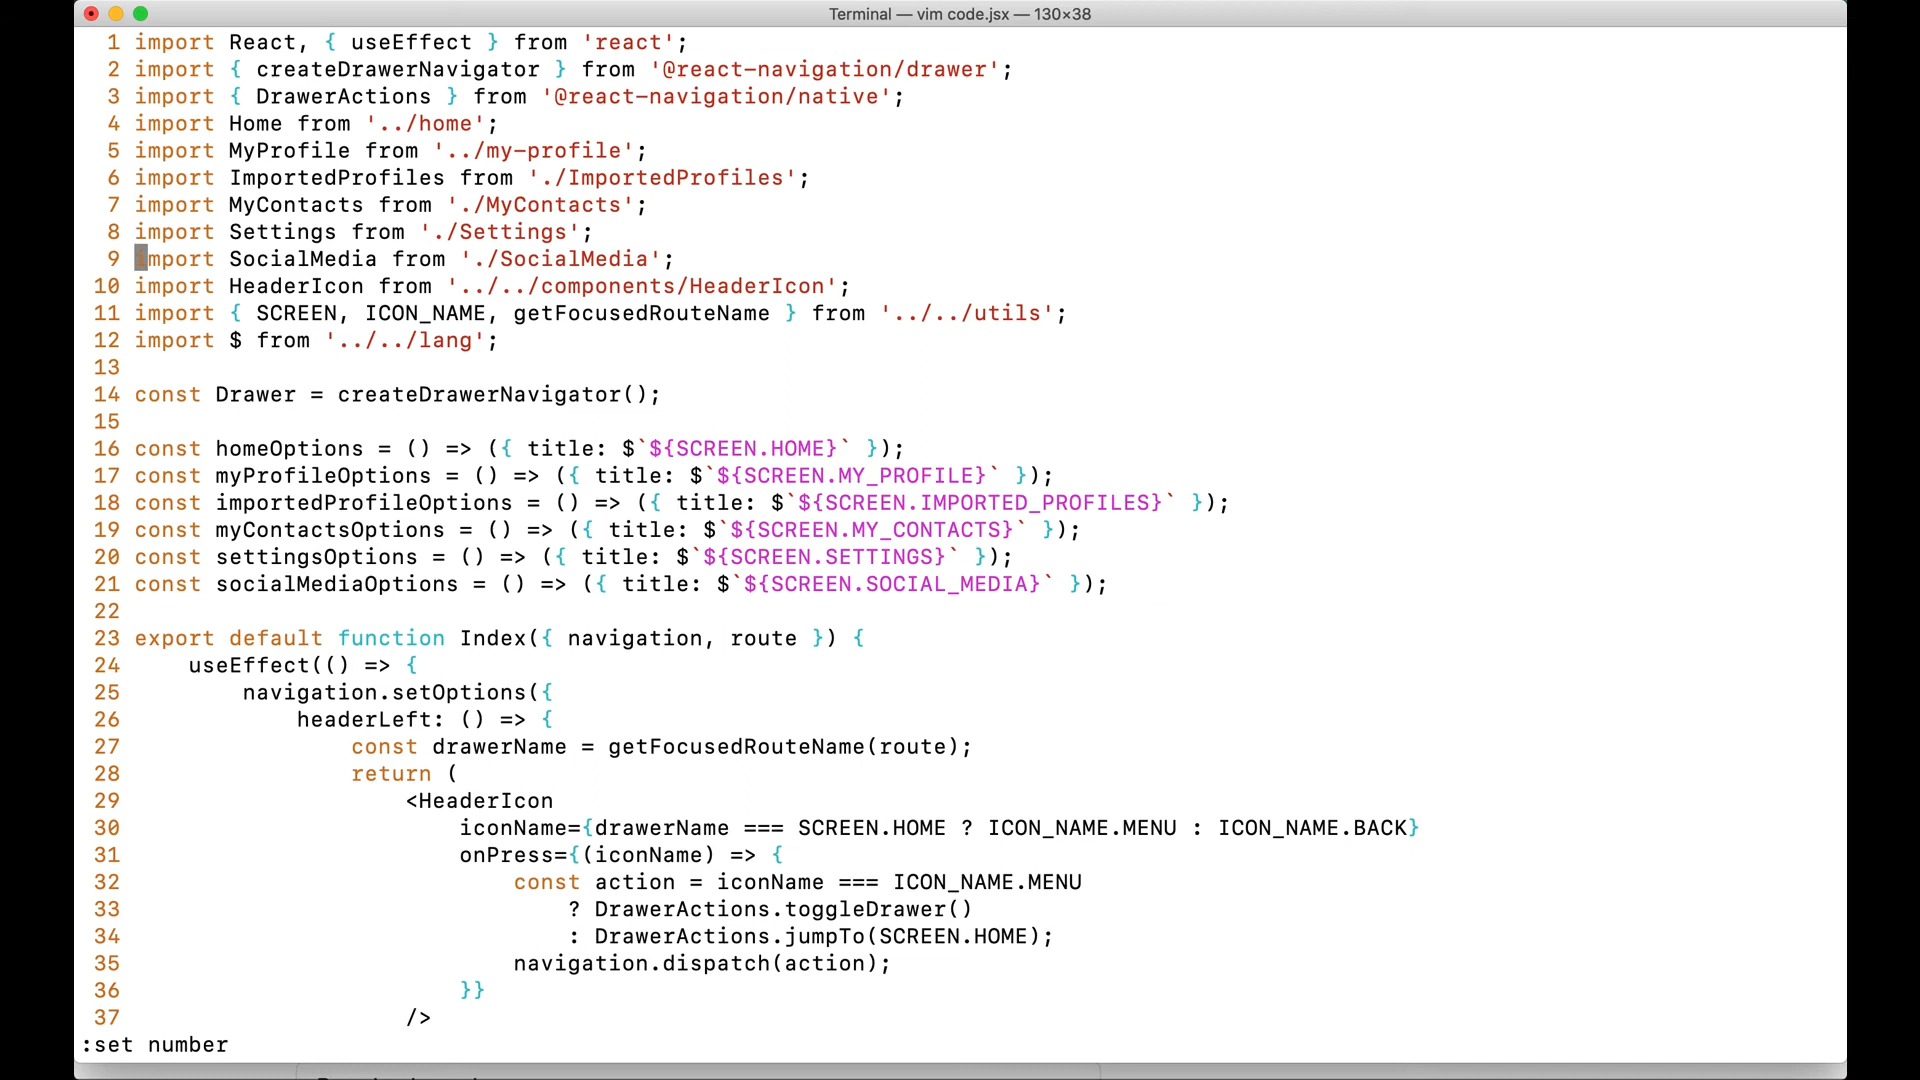 Terminal — vim code.jsx — 130×38
1 import React, { useEffect } from 'react';
2 import { createDrawerNavigator } from '@react-navigation/drawer';
3 import { DrawerActions } from '@react-navigation/native';
4 import Home from '../home';
5 import MyProfile from '../my-profile';
6 import ImportedProfiles from './ImportedProfiles';
7 import MyContacts from './MyContacts';
8 import Settings from './Settings';
9 import SocialMedia from './SocialMedia';
10 import HeaderIcon from '../../components/HeaderIcon';
11 import { SCREEN, ICON_NAME, getFocusedRouteName } from '../../utils';
12 import $ from '../../lang';
13
14 const Drawer = createDrawerNavigator();
15
16 const homeOptions = () => ({ title: $`${SCREEN.HOME}` });
17 const myProfileOptions = () => ({ title: $`${SCREEN.MY_PROFILE}` });
18 const importedProfileOptions = () => ({ title: $`${SCREEN.IMPORTED_PROFILES}` });
19 const myContactsOptions = () => ({ title: $`${SCREEN.MY_CONTACTS}` });
20 const settingsOptions = () => ({ title: $`${SCREEN.SETTINGS}` });
21 const socialMediaOptions = () => ({ title: $`${SCREEN.SOCIAL_MEDIA}` });
22
23 export default function Index({ navigation, route }) {
24     useEffect(() => {
25         navigation.setOptions({
26             headerLeft: () => {
27                 const drawerName = getFocusedRouteName(route);
28                 return (
29                     <HeaderIcon
30                         iconName={drawerName === SCREEN.HOME ? ICON_NAME.MENU : ICON_NAME.BACK}
31                         onPress={(iconName) => {
32                             const action = iconName === ICON_NAME.MENU
33                                 ? DrawerActions.toggleDrawer()
34                                 : DrawerActions.jumpTo(SCREEN.HOME);
35                             navigation.dispatch(action);
36                         }}
37                     />
:set number